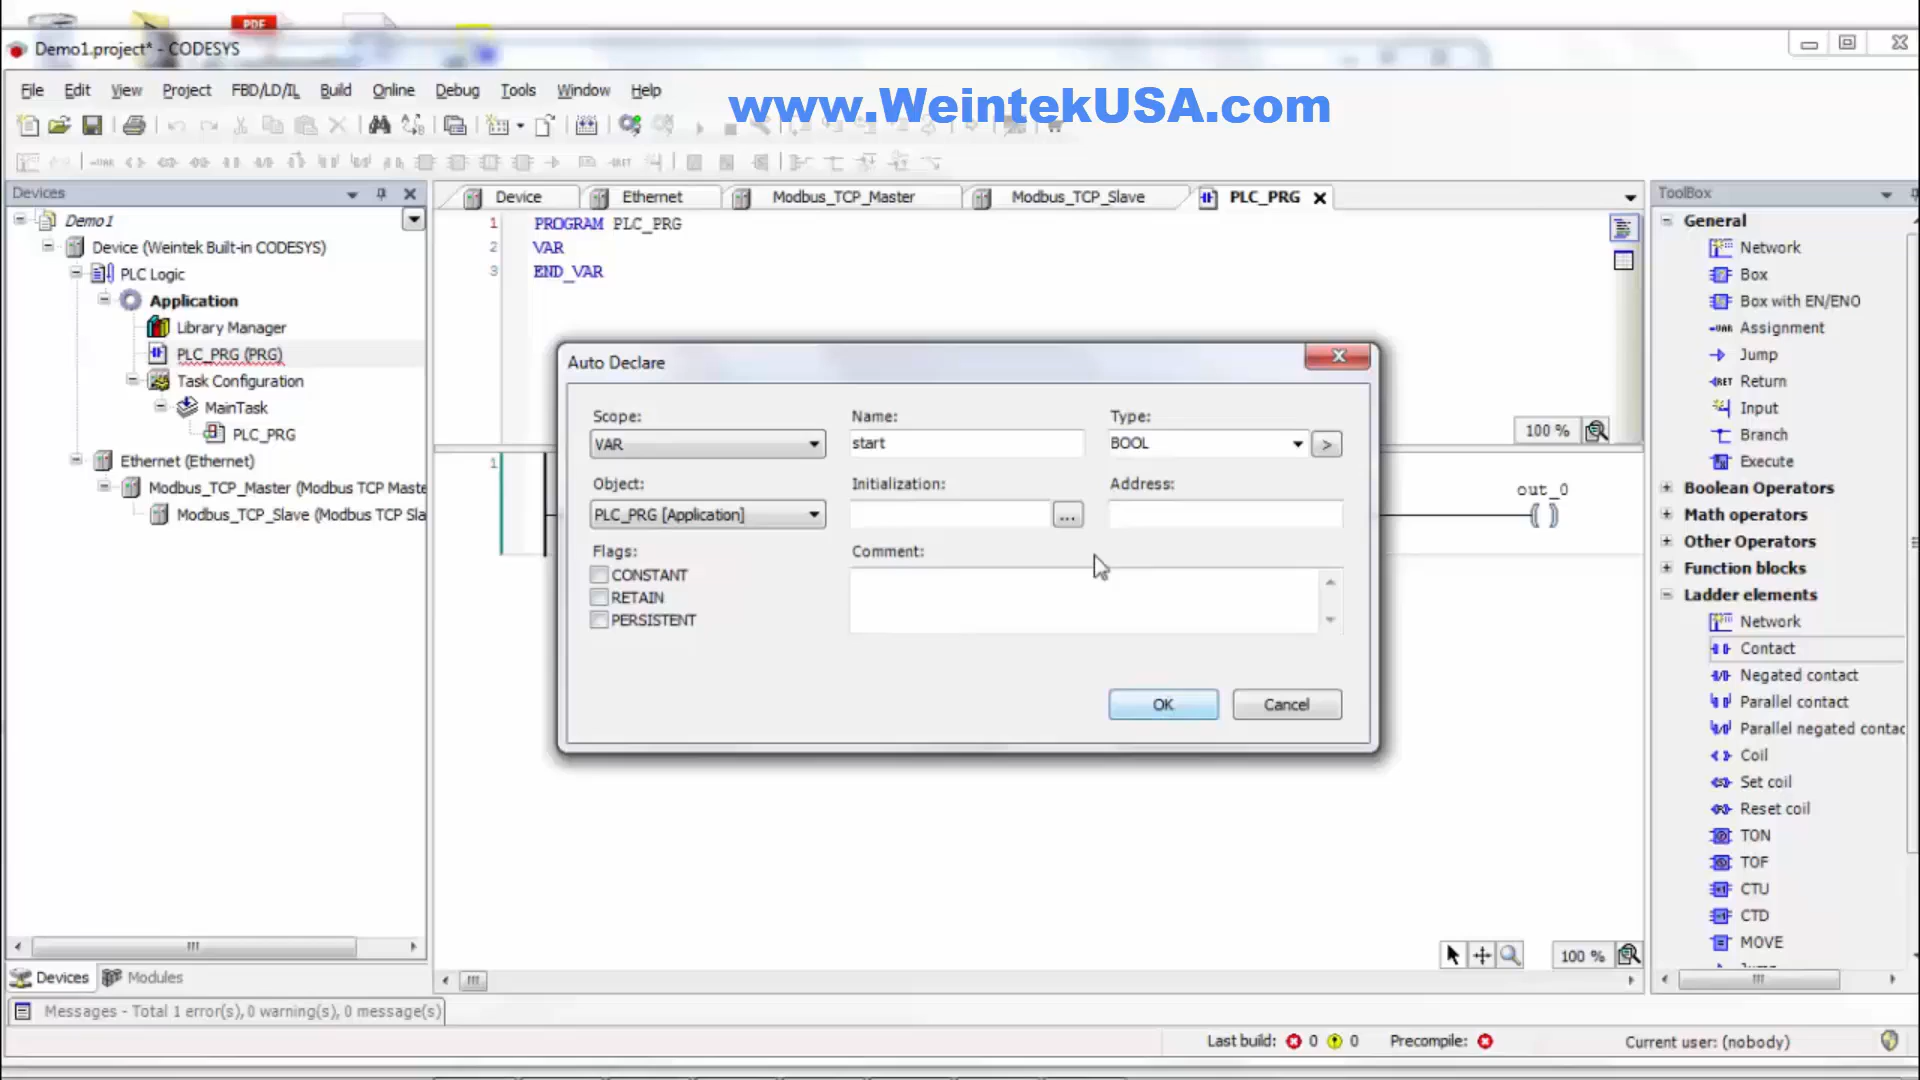 PDF
Demo1.project* - CODESYS
File Edit View Project FBD/LD/IL Build Online Debug Tools Window Help
www.WeintekUSA.com
Devices
Device Ethernet Modbus_TCP_Master Modbus_TCP_Slave PLC_PRG
ToolBox
Demo1
Device (Weintek Built-in CODESYS)
PLC Logic
Application
Library Manager
PLC_PRG (PRG)
Task Configuration
MainTask
PLC_PRG
Ethernet (Ethernet)
Modbus_TCP_Master (Modbus TCP Maste
Modbus_TCP_Slave (Modbus TCP Sla
Devices Modules
1 PROGRAM PLC_PRG
2 VAR
3 END_VAR
100 %
1
out_0
Auto Declare
Scope: Name: Type:
VAR start BOOL >
Object: Initialization: Address:
PLC_PRG [Application] ...
Flags: Comment:
CONSTANT
RETAIN
PERSISTENT
OK Cancel
100 %
General
Network
Box
Box with EN/ENO
Assignment
Jump
Return
Input
Branch
Execute
Boolean Operators
Math operators
Other Operators
Function blocks
Ladder elements
Network
Contact
Negated contact
Parallel contact
Parallel negated contac
Coil
Set coil
Reset coil
TON
TOF
CTU
CTD
MOVE
Messages - Total 1 error(s), 0 warning(s), 0 message(s)
Last build: 0 0 Precompile: Current user: (nobody)